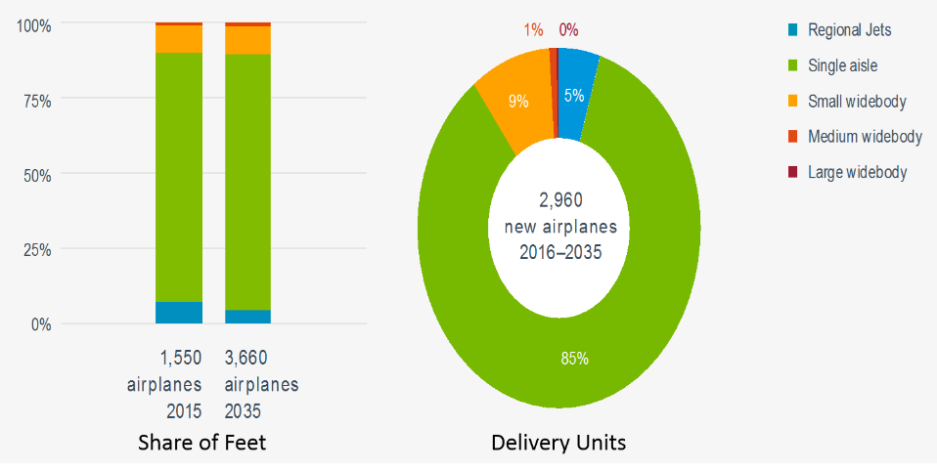 100%
75%
50%
25%
0%
1,550
airplanes
2015
3,660
airplanes
2035
Share of Feet
1%
0%
5%
9%
85%
2,960
new airplanes
2016–2035
Delivery Units
Regional Jets
Single aisle
Small widebody
Medium widebody
Large widebody